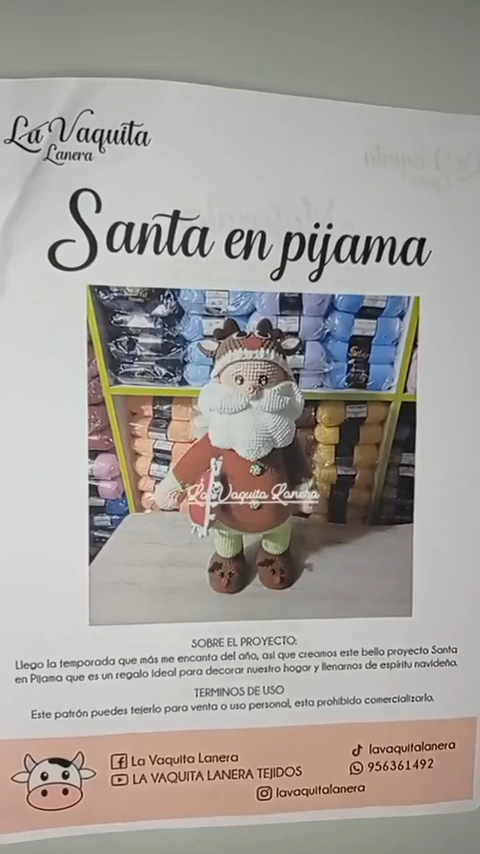 La Vaquita
Lanera
Santa en pijama
La Vaquita Lanera
SOBRE EL PROYECTO:
Llego la temporada que más me encanta del año, así que creamos este bello proyecto Santa
en Pijama que es un regalo ideal para decorar nuestro hogar y llenarnos de espíritu navideño.
TERMINOS DE USO
Este patrón puedes tejerlo para venta o uso personal, esta prohibido comercializarlo.
La Vaquita Lanera
LA VAQUITA LANERA TEJIDOS
lavaquitalanera
956361492
lavaquitalanera